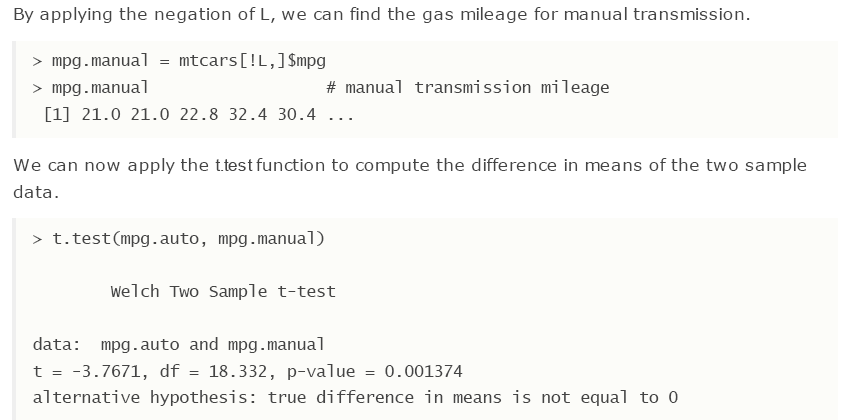 By applying the negation of L, we can find the gas mileage for manual transmission.
> mpg.manual = mtcars[!L,]$mpg
> mpg.manual                  # manual transmission mileage
 [1] 21.0 21.0 22.8 32.4 30.4 ...
We can now apply the t.test function to compute the difference in means of the two sample
data.
> t.test(mpg.auto, mpg.manual)
        Welch Two Sample t-test
data:  mpg.auto and mpg.manual
t = -3.7671, df = 18.332, p-value = 0.001374
alternative hypothesis: true difference in means is not equal to 0